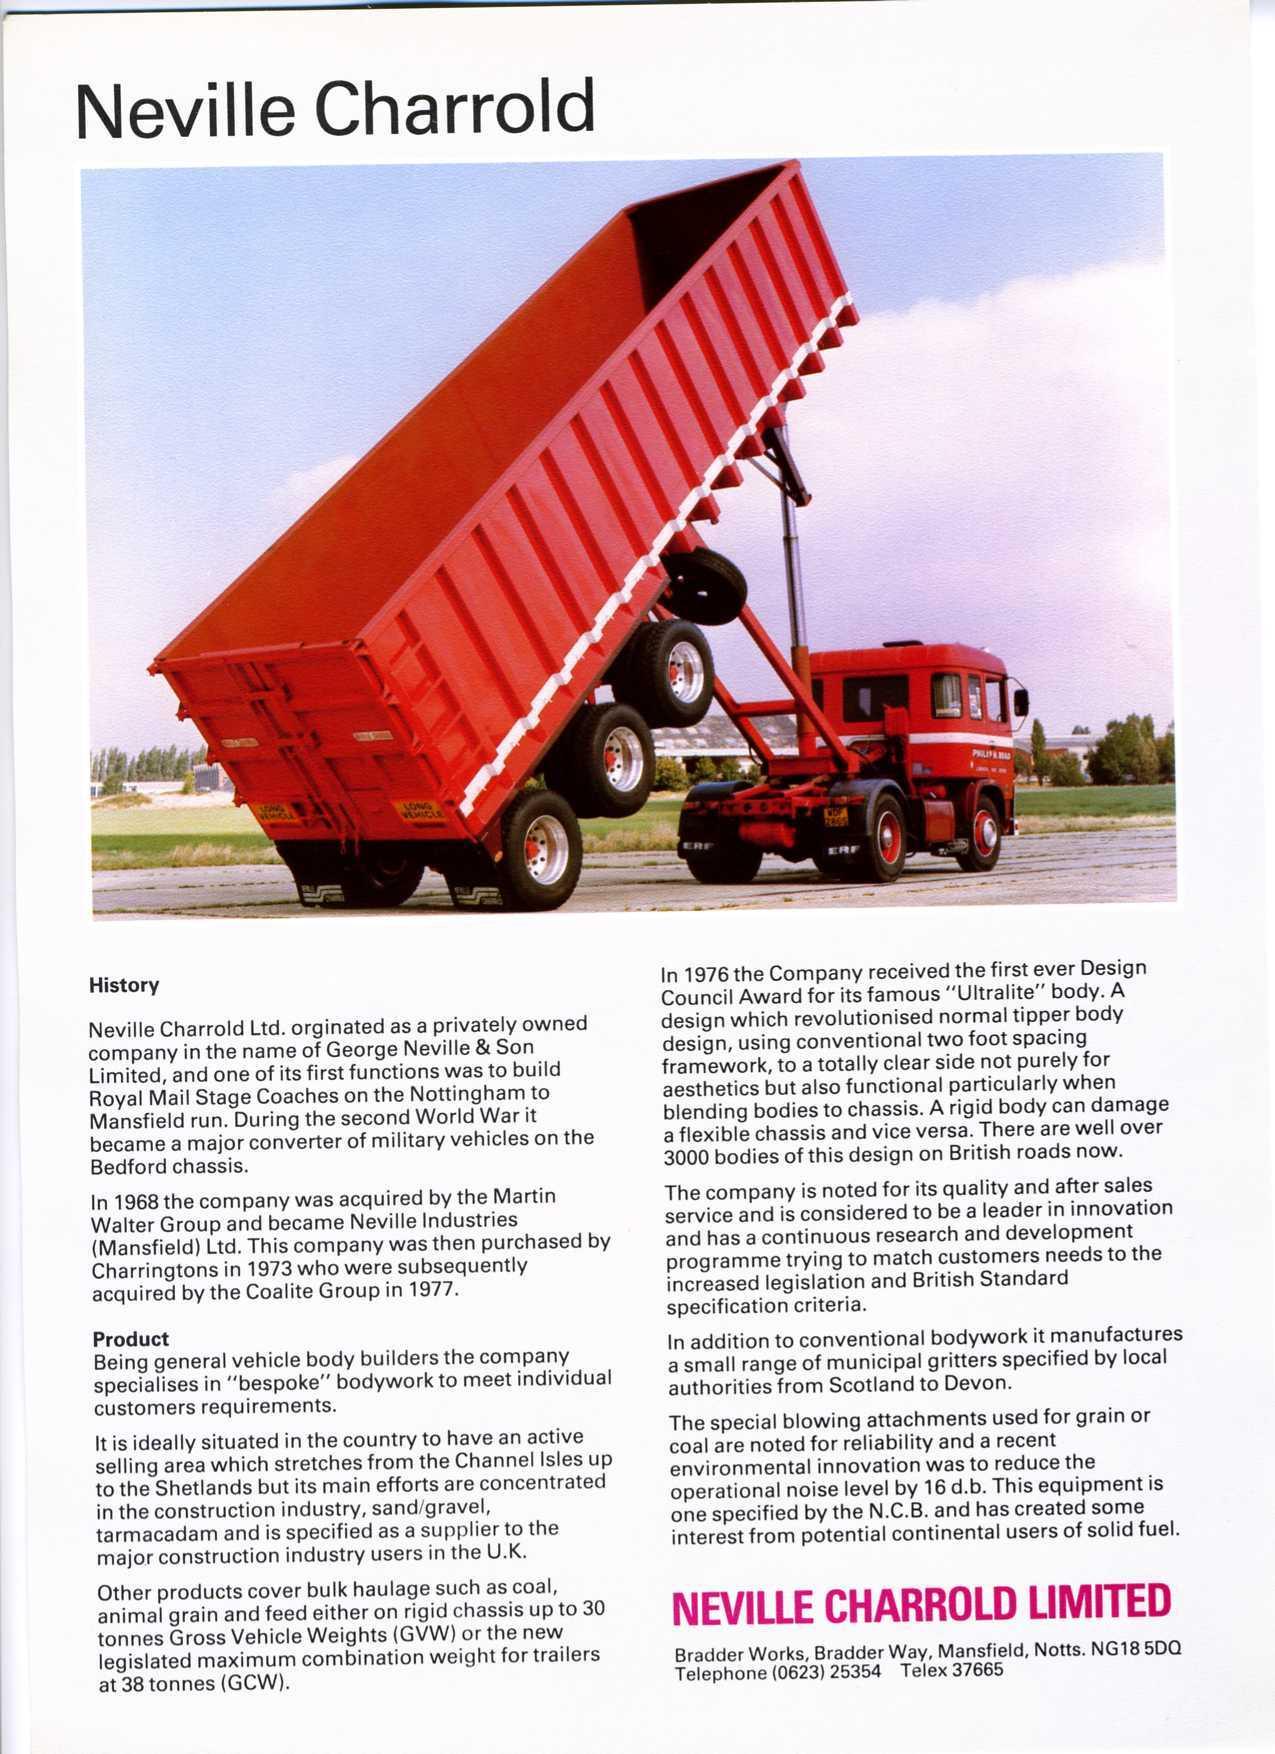 Neville Charrold
LONG
VEHICLE
LONG
VEHICLE
ERF
ERF
History
Neville Charrold Ltd. orginated as a privately owned
company in the name of George Neville & Son
Limited, and one of its first functions was to build
Royal Mail Stage Coaches on the Nottingham to
Mansfield run. During the second World War it
became a major converter of military vehicles on the
Bedford chassis.
In 1968 the company was acquired by the Martin
Walter Group and became Neville Industries
(Mansfield) Ltd. This company was then purchased by
Charringtons in 1973 who were subsequently
acquired by the Coalite Group in 1977.
Product
Being general vehicle body builders the company
specialises in "bespoke" bodywork to meet individual
customers requirements.
It is ideally situated in the country to have an active
selling area which stretches from the Channel Isles up
to the Shetlands but its main efforts are concentrated
in the construction industry, sand/gravel,
tarmacadam and is specified as a supplier to the
major construction industry users in the U.K.
Other products cover bulk haulage such as coal,
animal grain and feed either on rigid chassis up to 30
tonnes Gross Vehicle Weights (GVW) or the new
legislated maximum combination weight for trailers
at 38 tonnes (GCW).
In 1976 the Company received the first ever Design
Council Award for its famous "Ultralite" body. A
design which revolutionised normal tipper body
design, using conventional two foot spacing
framework, to a totally clear side not purely for
aesthetics but also functional particularly when
blending bodies to chassis. A rigid body can damage
a flexible chassis and vice versa. There are well over
3000 bodies of this design on British roads now.
The company is noted for its quality and after sales
service and is considered to be a leader in innovation
and has a continuous research and development
programme trying to match customers needs to the
increased legislation and British Standard
specification criteria.
In addition to conventional bodywork it manufactures
a small range of municipal gritters specified by local
authorities from Scotland to Devon.
The special blowing attachments used for grain or
coal are noted for reliability and a recent
environmental innovation was to reduce the
operational noise level by 16 d.b. This equipment is
one specified by the N.C.B. and has created some
interest from potential continental users of solid fuel.
NEVILLE CHARROLD LIMITED
Bradder Works, Bradder Way, Mansfield, Notts. NG18 5DQ
Telephone (0623) 25354 Telex 37665